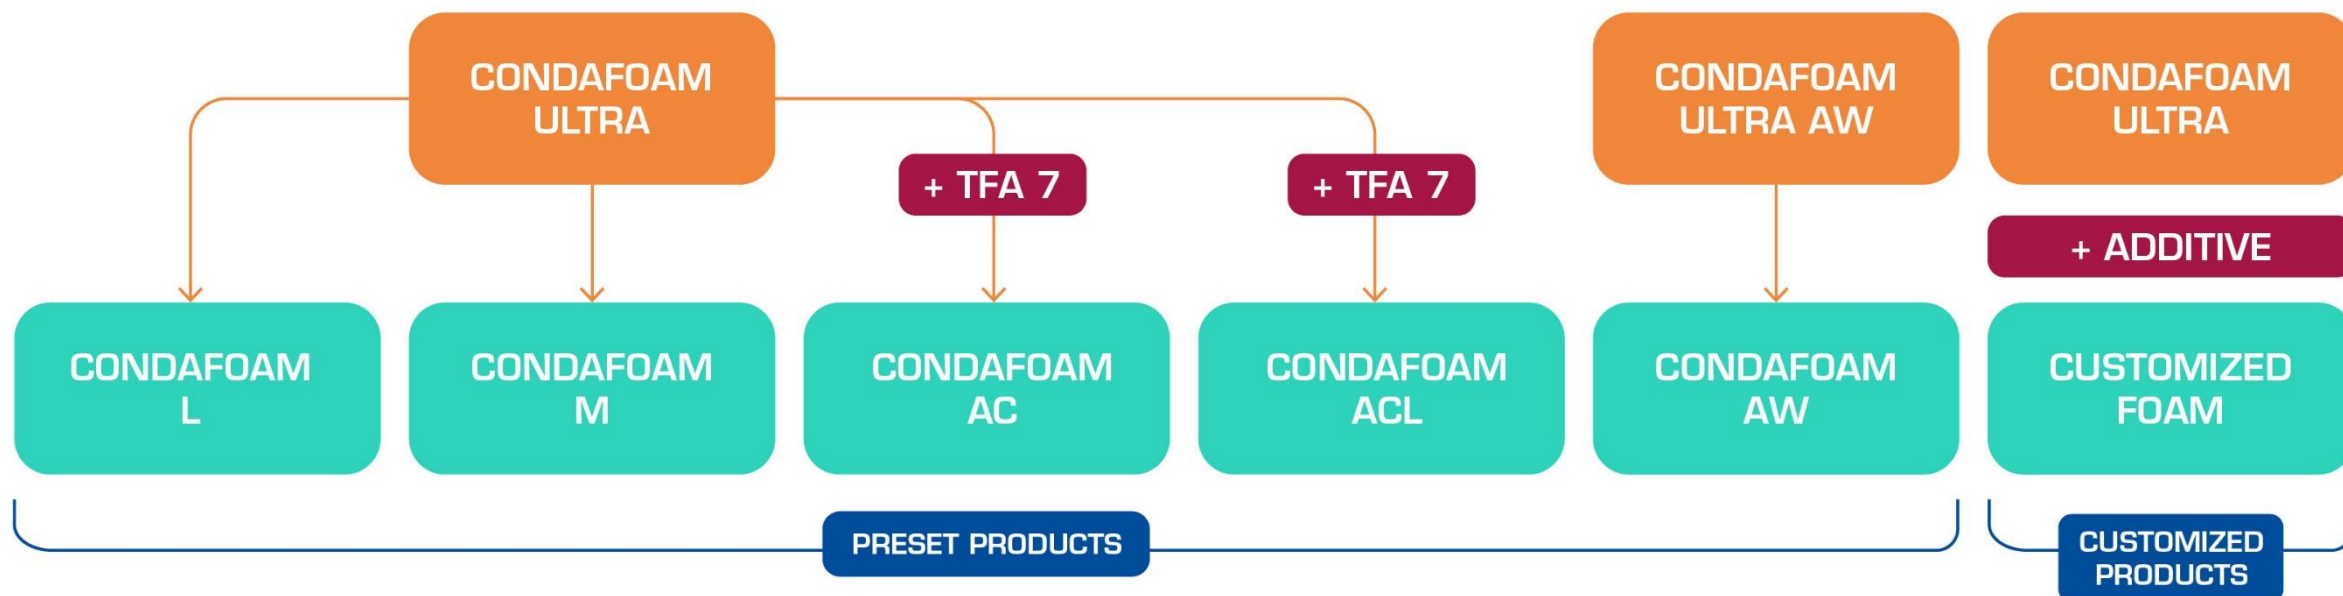 CONDAFOAM
ULTRA
CONDAFOAM
ULTRA AW
CONDAFOAM
ULTRA
+ TFA 7
+ TFA 7
+ ADDITIVE
CONDAFOAM
L
CONDAFOAM
M
CONDAFOAM
AC
CONDAFOAM
ACL
CONDAFOAM
AW
CUSTOMIZED
FOAM
PRESET PRODUCTS
CUSTOMIZED
PRODUCTS